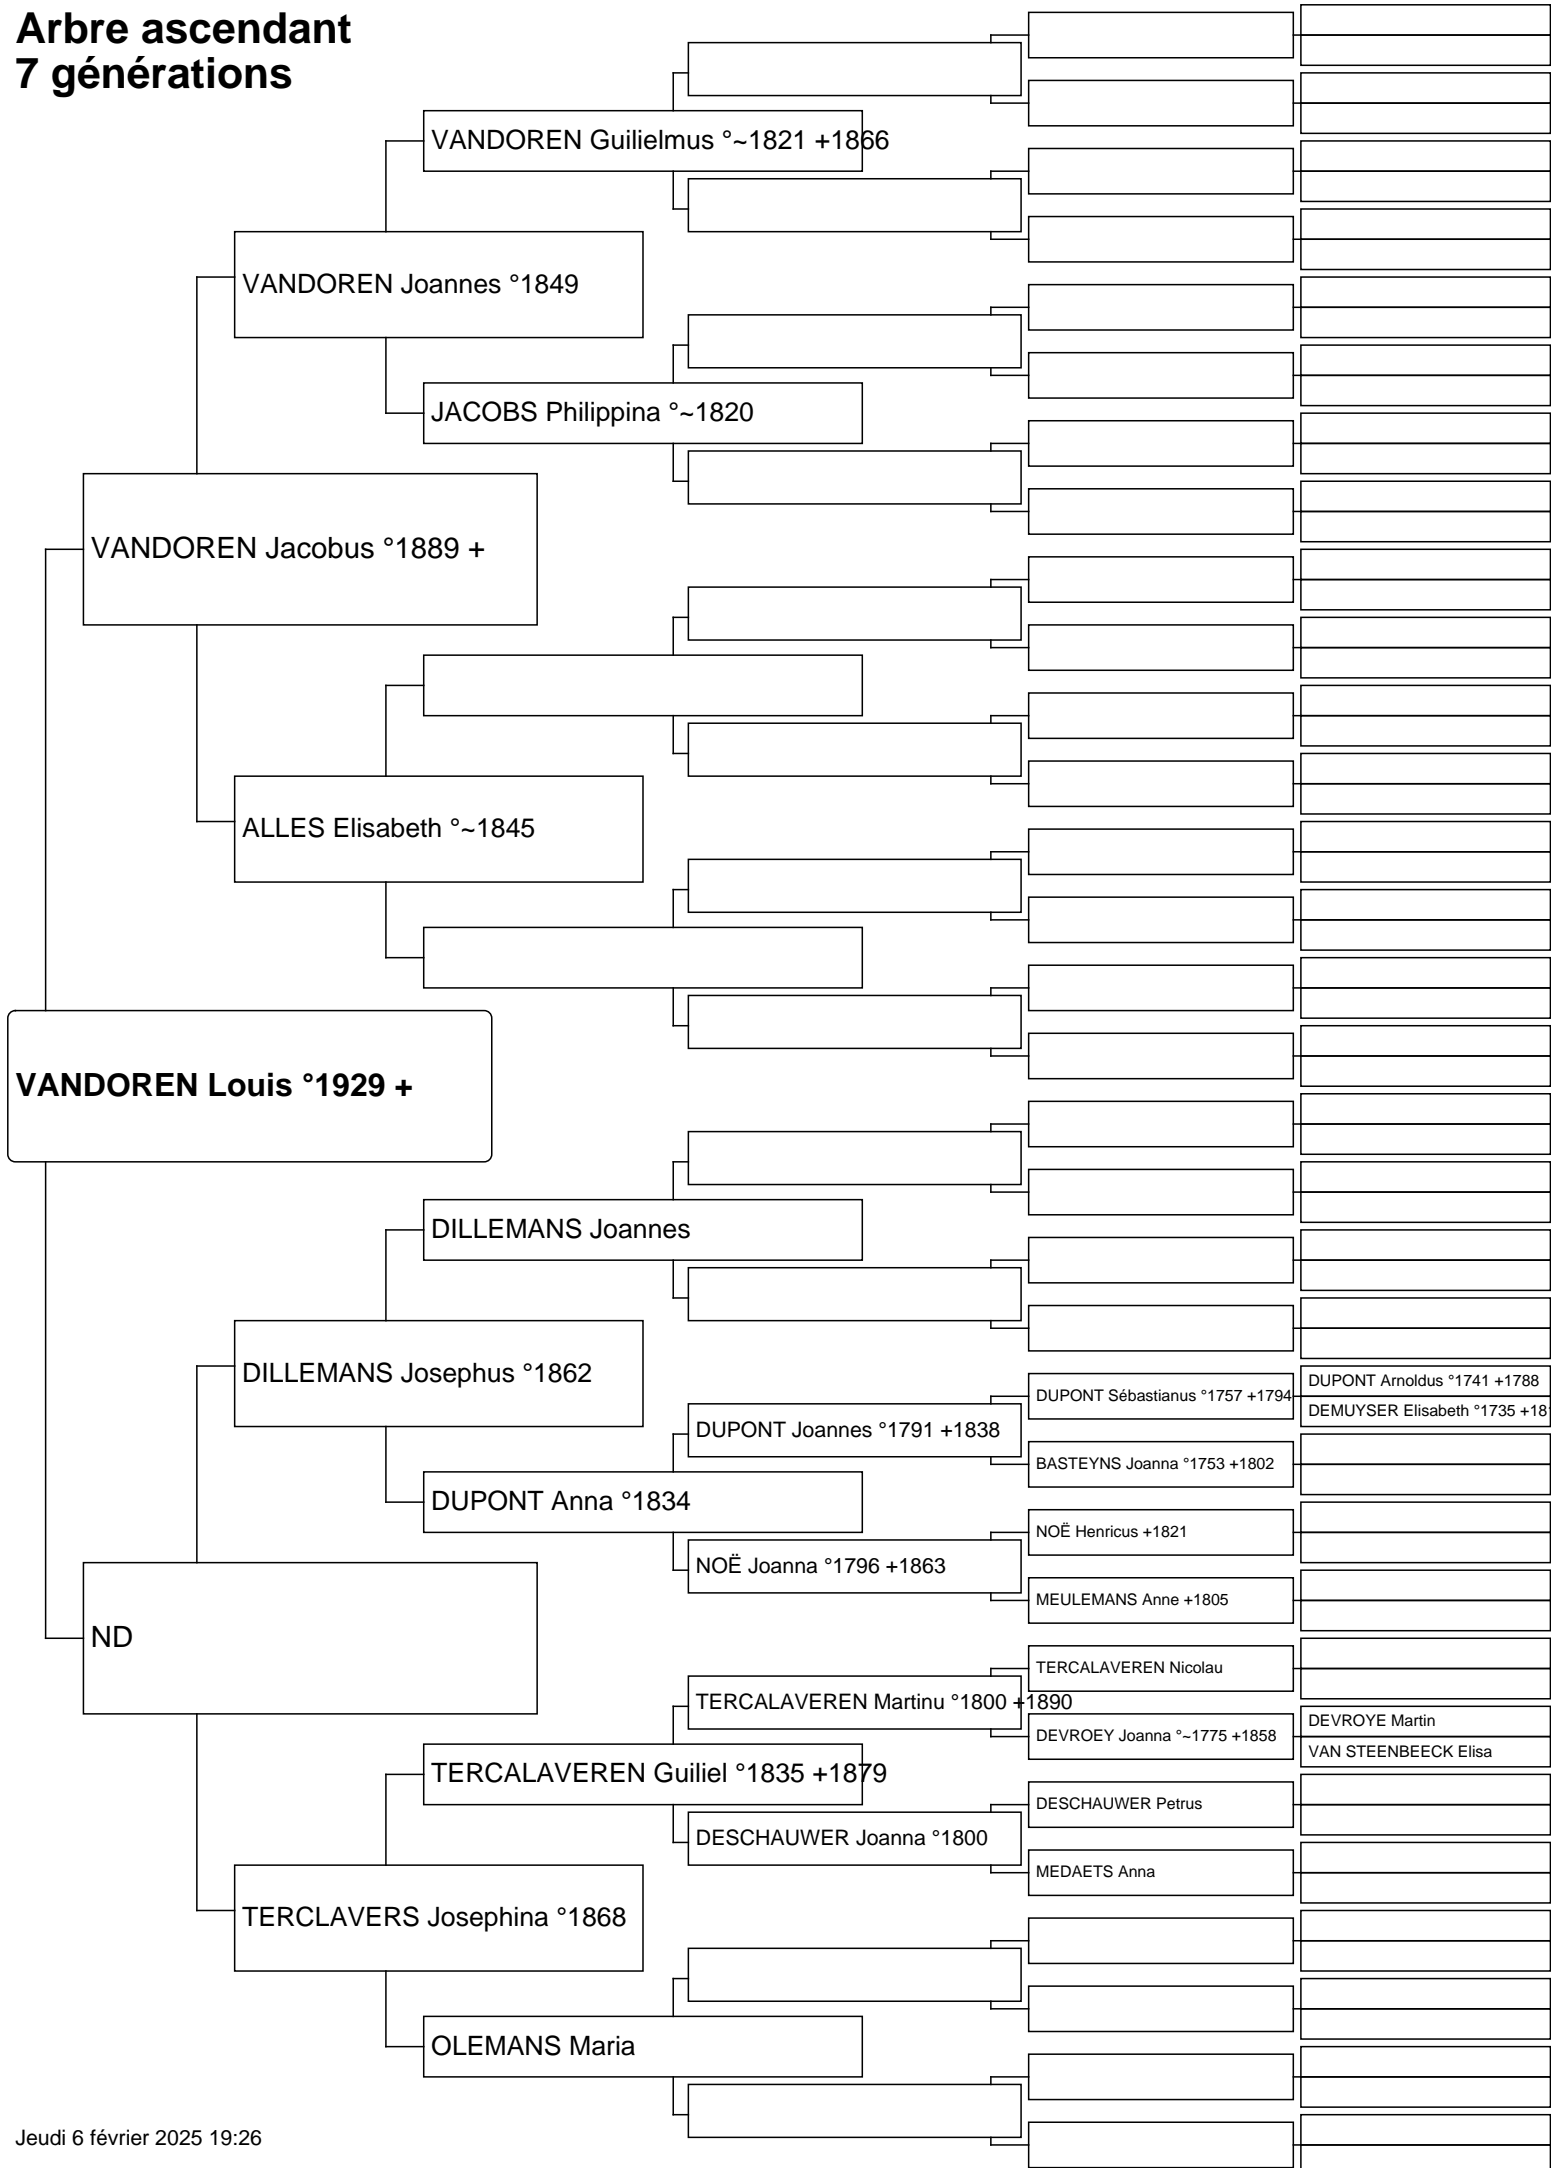 Arbre ascendant
7 générations
VANDOREN Guilielmus °~1821 +1866
VANDOREN Joannes °1849
JACOBS Philippina °~1820
VANDOREN Jacobus °1889 +
ALLES Elisabeth °~1845
VANDOREN Louis °1929 +
DILLEMANS Joannes
DILLEMANS Josephus °1862
DUPONT Arnoldus °1741 +1788
DUPONT Sébastianus °1757 +1794
DEMUYSER Elisabeth °1735 +18
DUPONT Joannes °1791 +1838
BASTEYNS Joanna °1753 +1802
DUPONT Anna °1834
NOË Henricus +1821
NOË Joanna °1796 +1863
MEULEMANS Anne +1805
ND
TERCALAVEREN Nicolau
TERCALAVEREN Martinu °1800 +1890
DEVROYE Martin
DEVROEY Joanna °~1775 +1858
VAN STEENBEECK Elisa
TERCALAVEREN Guiliel °1835 +1879
DESCHAUWER Petrus
DESCHAUWER Joanna °1800
MEDAETS Anna
TERCLAVERS Josephina °1868
OLEMANS Maria
Jeudi 6 février 2025 19:26